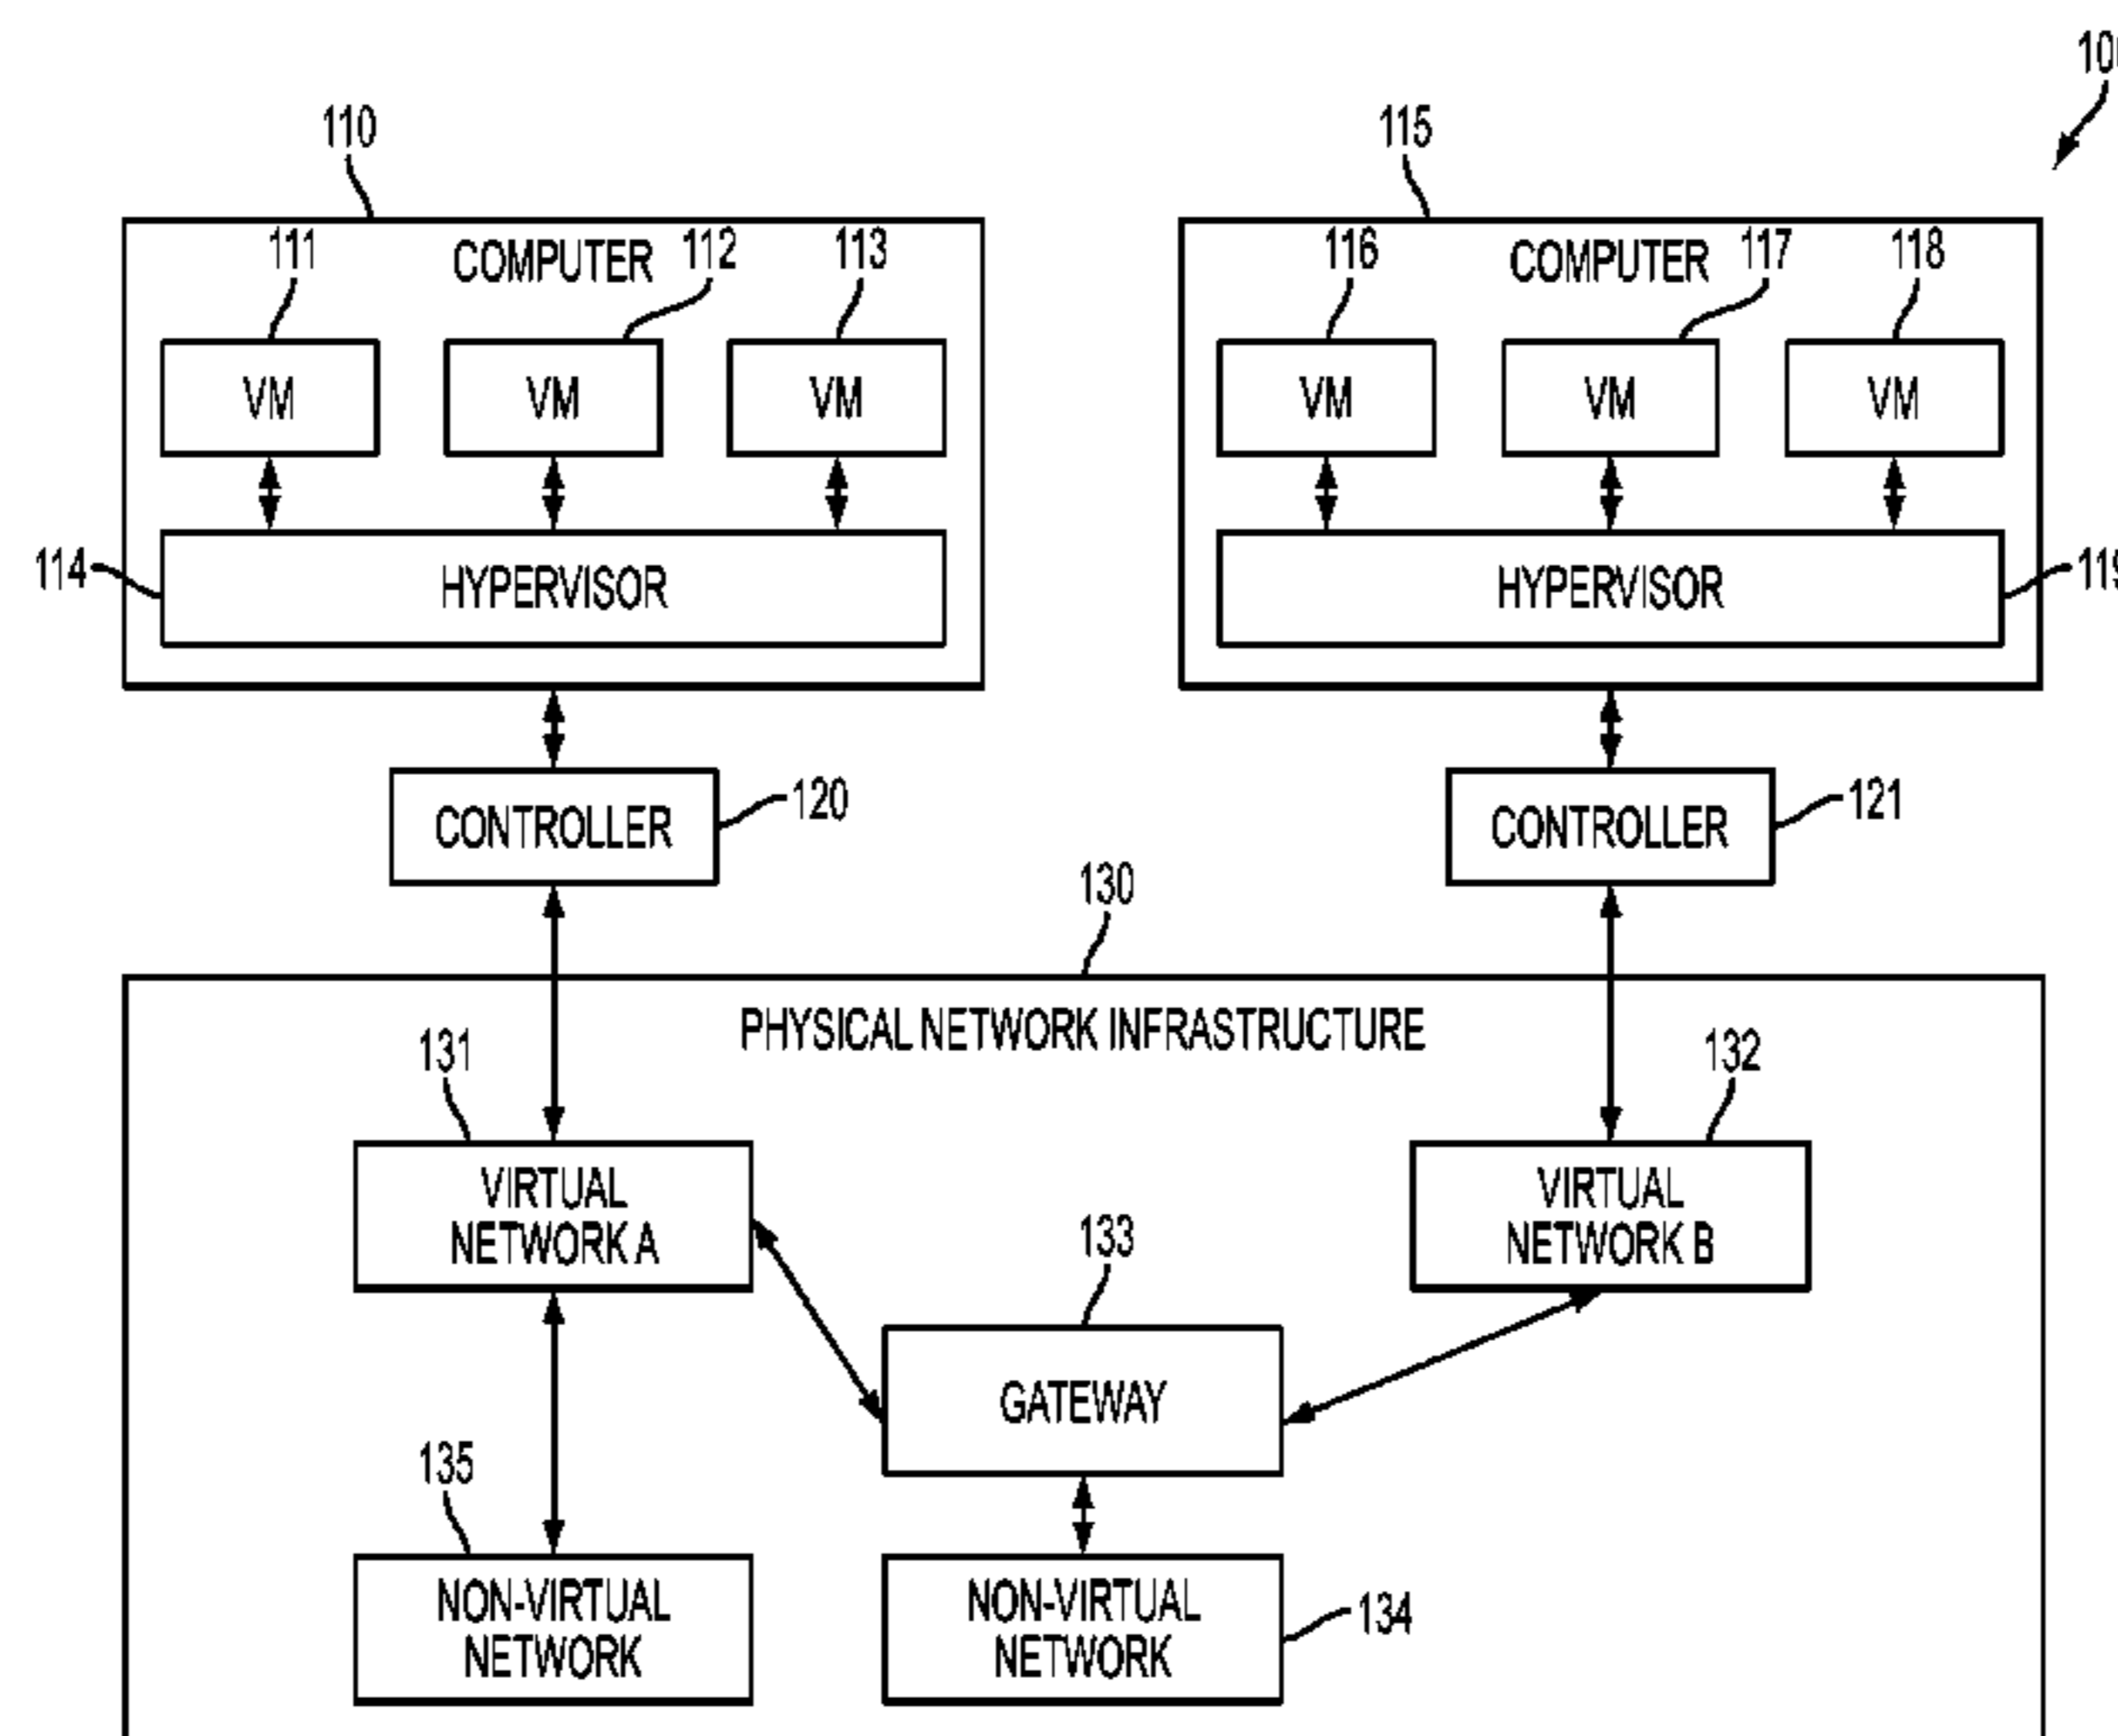 100
110
115
COMPUTER
111
112
113
COMPUTER
116
117
118
VM
VM
VM
VM
VM
VM
114
HYPERVISOR
HYPERVISOR
119
CONTROLLER
120
CONTROLLER
121
130
PHYSICAL NETWORK INFRASTRUCTURE
131
132
VIRTUAL
NETWORK A
VIRTUAL
NETWORK B
133
GATEWAY
135
NON-VIRTUAL
NETWORK
NON-VIRTUAL
NETWORK
134